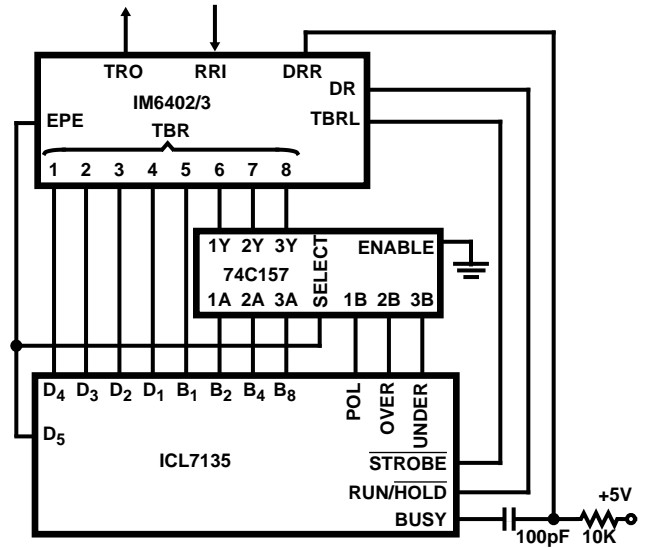 TRO RRI DRR
DR
IM6402/3
TBRL
EPE
TBR
1 2 3 4 5 6 7 8
1Y 2Y 3Y SELECT ENABLE
74C157
1A 2A 3A 1B 2B 3B
D4 D3 D2 D1 B1 B2 B4 B8 POL OVER UNDER
D5
ICL7135
STROBE
RUN/HOLD
+5V
BUSY
100pF 10K